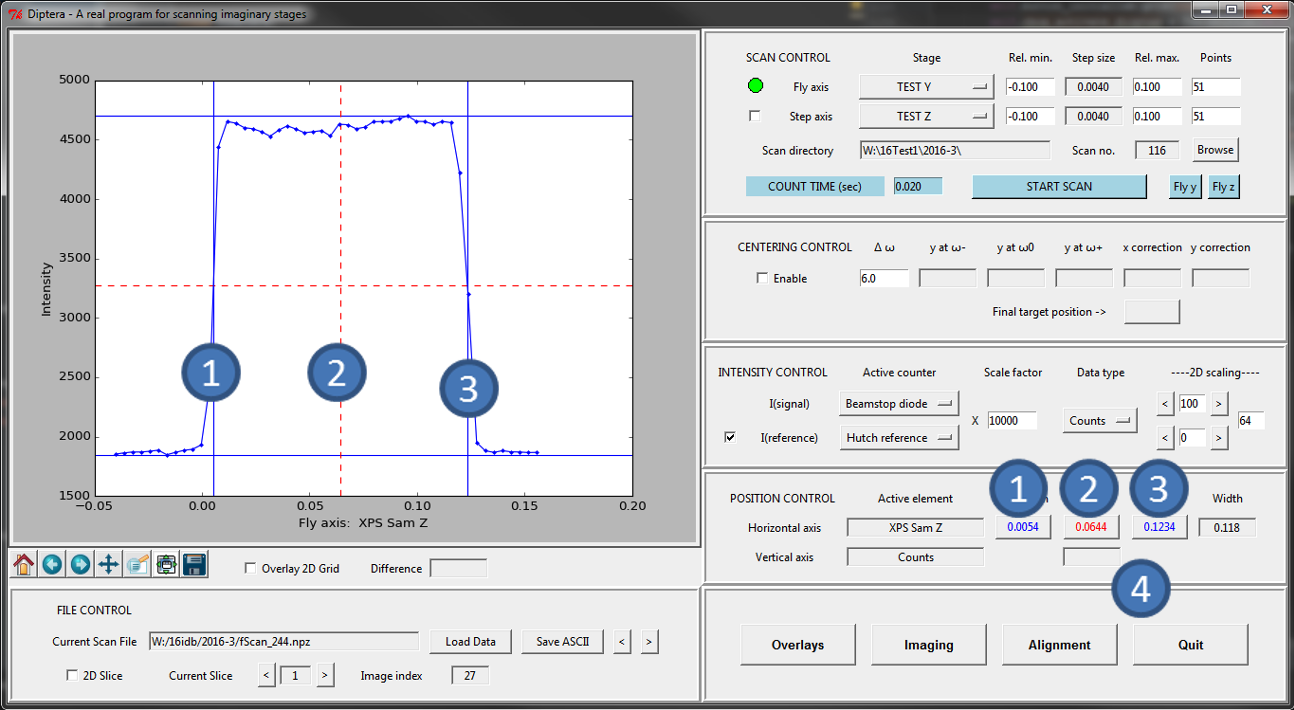 Diptera - A real program for scanning imaginary stages
5000
4500
4000
3500
3000
2500
2000
1500
Intensity
−0.05 0.00 0.05 0.10 0.15 0.20
Fly axis: XPS Sam Z
1 2 3
Overlay 2D Grid Difference
FILE CONTROL
Current Scan File W:/16idb/2016-3/fScan_244.npz Load Data Save ASCII < >
2D Slice Current Slice < 1 > Image index 27
SCAN CONTROL Stage Rel. min. Step size Rel. max. Points
Fly axis TEST Y -0.100 0.0040 0.100 51
Step axis TEST Z -0.100 0.0040 0.100 51
Scan directory W:\16Test1\2016-3\ Scan no. 116 Browse
COUNT TIME (sec) 0.020 START SCAN Fly y Fly z
CENTERING CONTROL Δ ω y at ω- y at ω0 y at ω+ x correction y correction
Enable 6.0
Final target position ->
INTENSITY CONTROL Active counter Scale factor Data type ----2D scaling----
I(signal) Beamstop diode X 10000 Counts < 100 > 64
I(reference) Hutch reference < 0 >
1 2 3
POSITION CONTROL Active element Width
Horizontal axis XPS Sam Z 0.0054 0.0644 0.1234 0.118
Vertical axis Counts
4
Overlays Imaging Alignment Quit